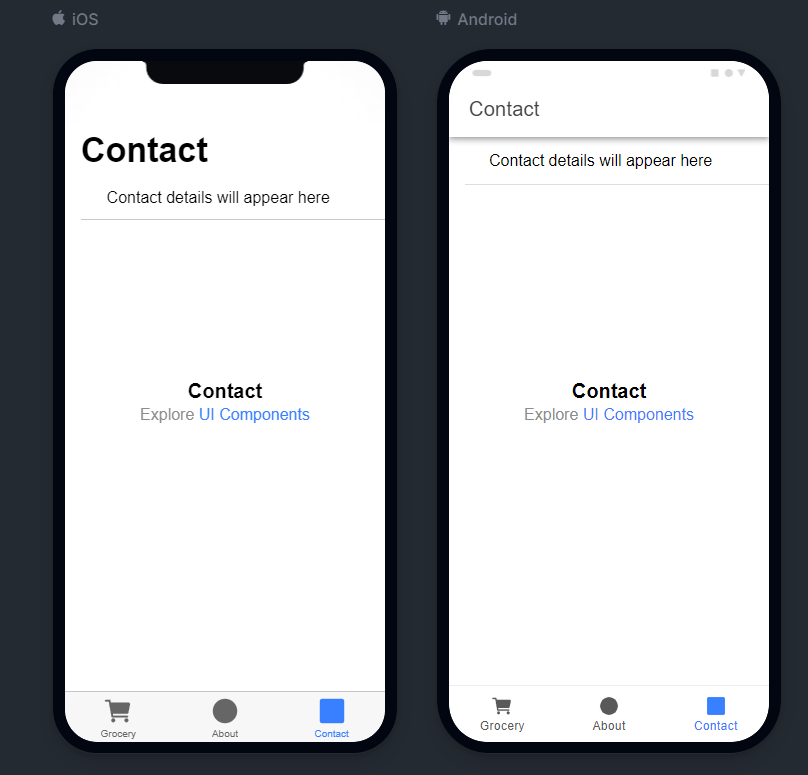 iOS
Contact
Contact details will appear here
Contact
Explore UI Components
Grocery
About
Contact
Android
Contact
Contact details will appear here
Contact
Explore UI Components
Grocery
About
Contact